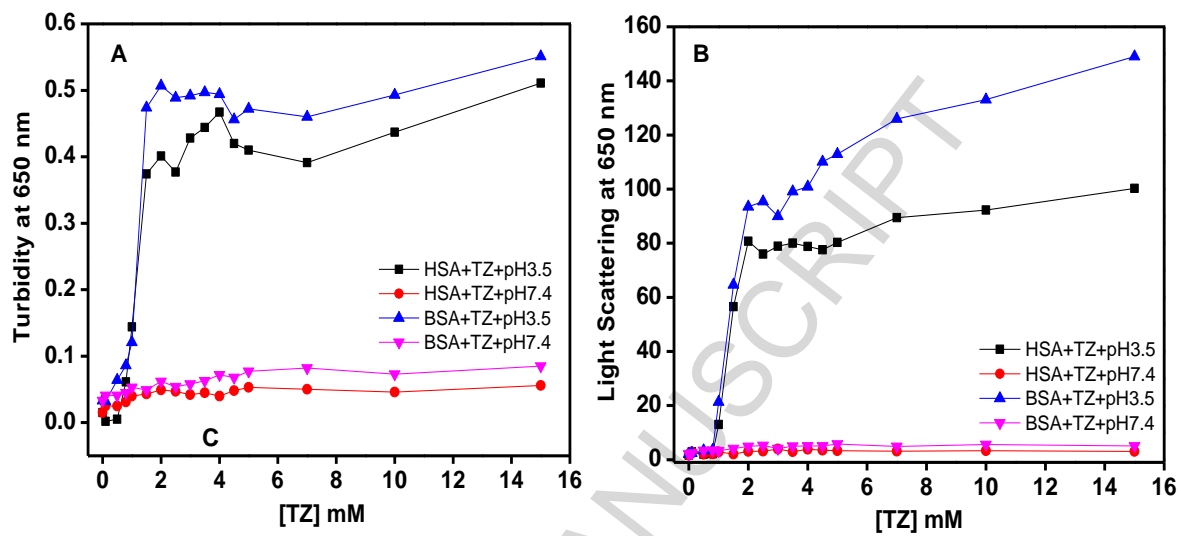 A
Turbidity at 650 nm
0.6
0.5
0.4
0.3
0.2
0.1
0.0
HSA+TZ+pH3.5
HSA+TZ+pH7.4
BSA+TZ+pH3.5
BSA+TZ+pH7.4
C
0 2 4 6 8 10 12 14 16
[TZ] mM
B
Light Scattering at 650 nm
160
140
120
100
80
60
40
20
0
HSA+TZ+pH3.5
HSA+TZ+pH7.4
BSA+TZ+pH3.5
BSA+TZ+pH7.4
0 2 4 6 8 10 12 14 16
[TZ] mM
ANUSCRIPT